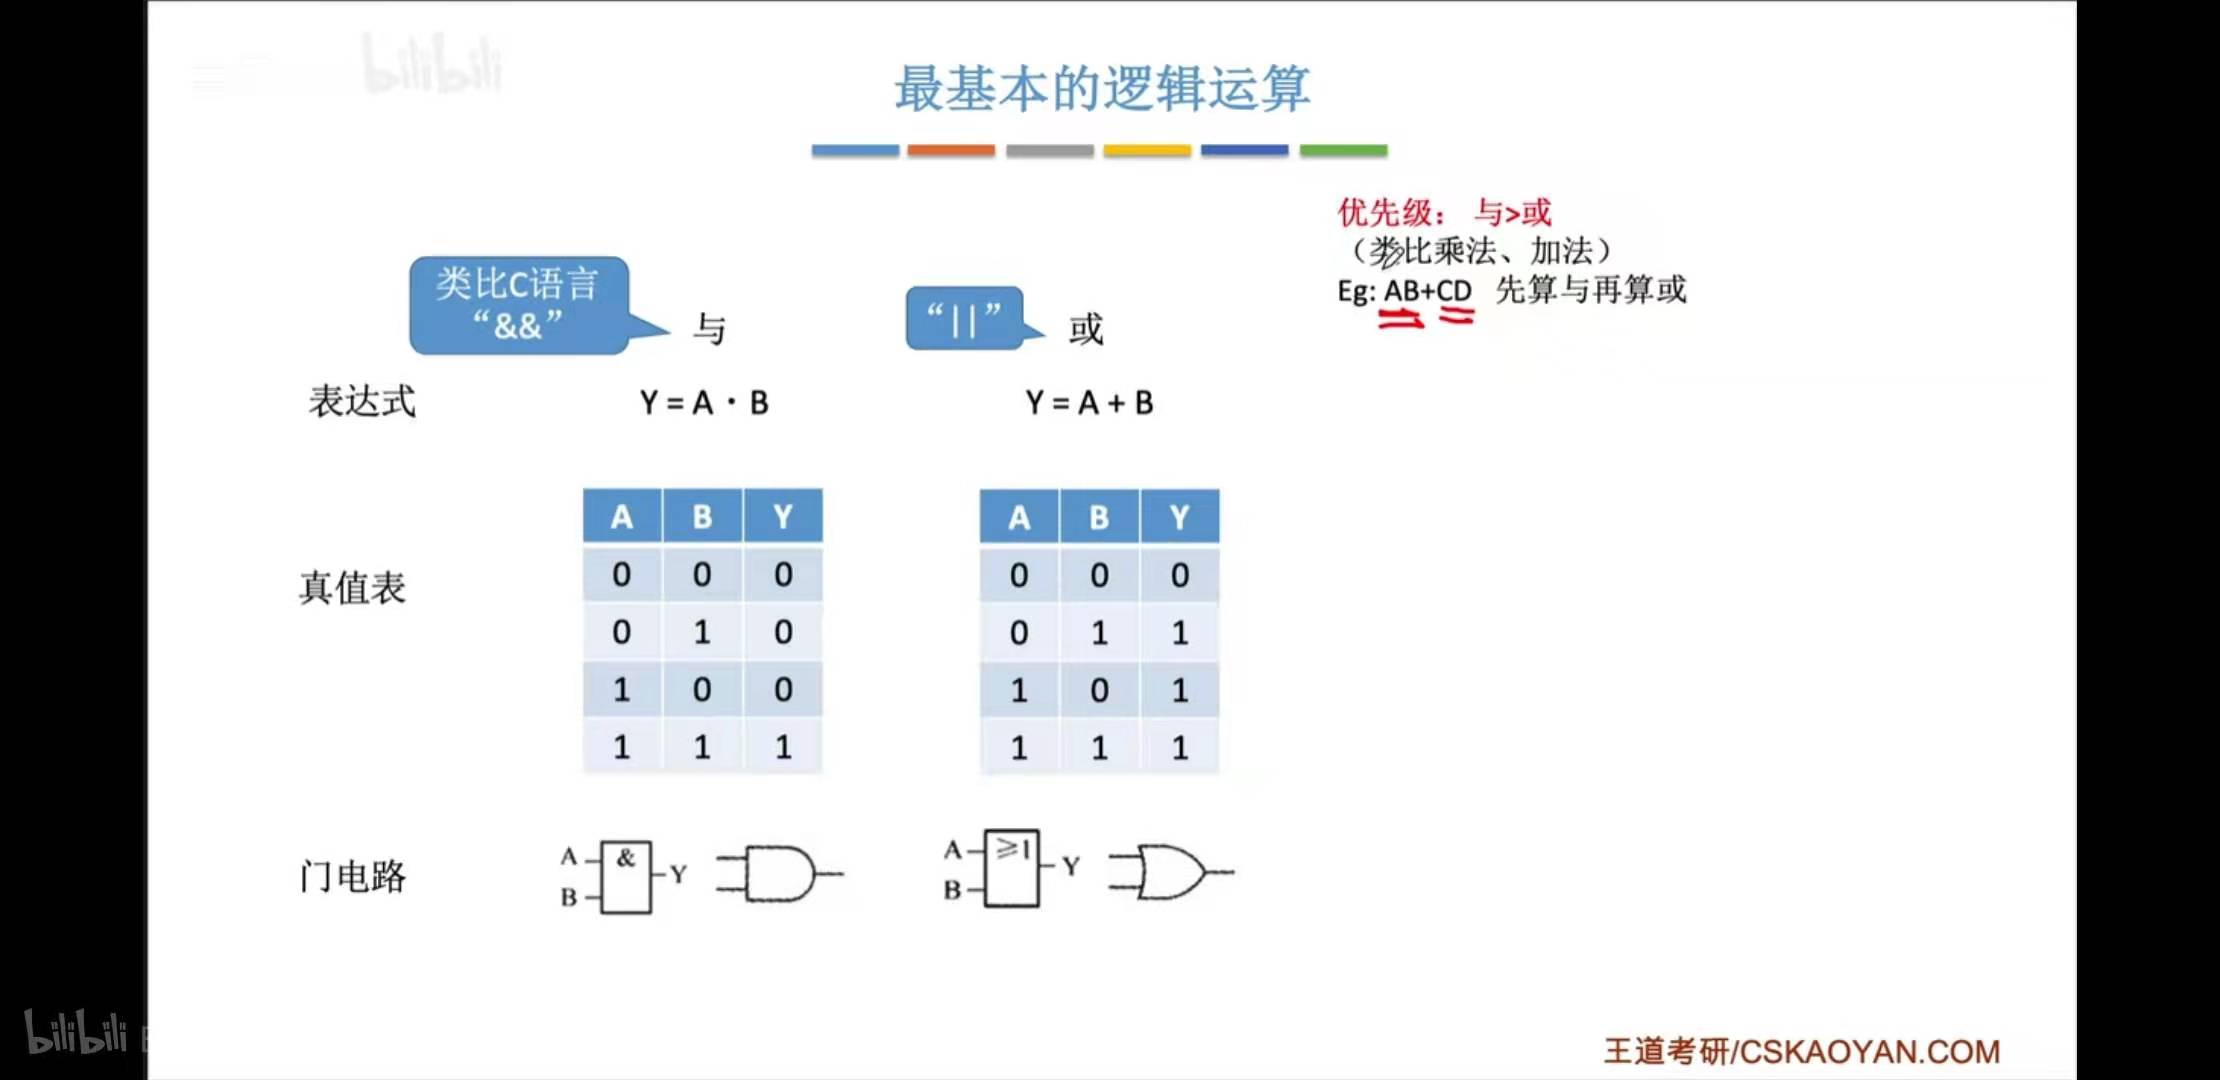 bilibili
最基本的逻辑运算
优先级： 与>或
（类比乘法、加法）
Eg: AB+CD 先算与再算或
类比C语言
“&&”
与
“||”
或
表达式
Y = A · B
Y = A + B
真值表
A B Y
0 0 0
0 1 0
1 0 0
1 1 1
A B Y
0 0 0
0 1 1
1 0 1
1 1 1
门电路
A & Y
B
A ≥1 Y
B
bilibili
王道考研/CSKAOYAN.COM